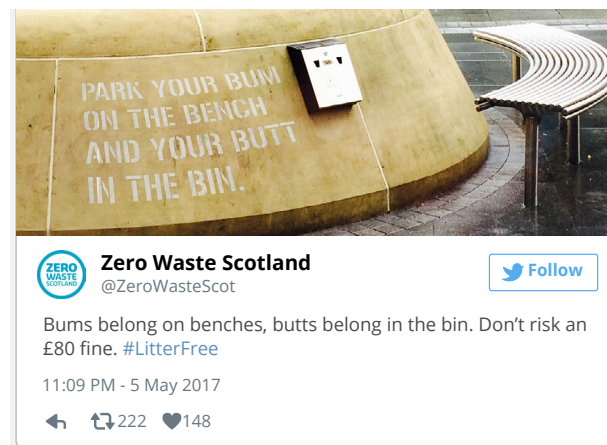 PARK YOUR BUM
ON THE BENCH
AND YOUR BUTT
IN THE BIN.
ZERO
WASTE
SCOTLAND
Zero Waste Scotland
@ZeroWasteScot
Follow
Bums belong on benches, butts belong in the bin. Don’t risk an
£80 fine. #LitterFree
11:09 PM - 5 May 2017
222 148